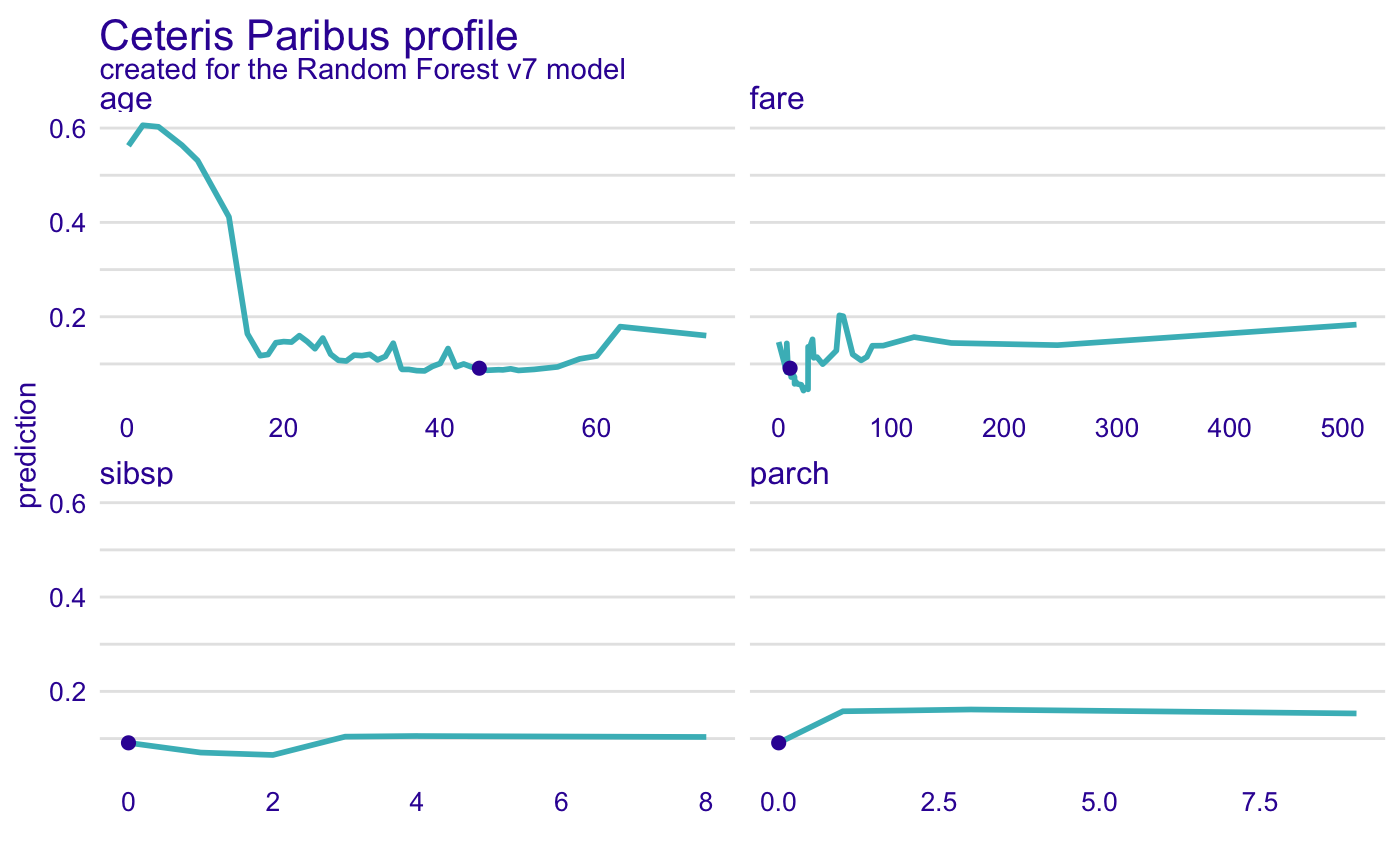 Ceteris Paribus profile
created for the Random Forest v7 model
age
fare
0.6
0.4
0.2
0 20 40 60
0 100 200 300 400 500
prediction
sibsp
parch
0.6
0.4
0.2
0 2 4 6 8
0.0 2.5 5.0 7.5